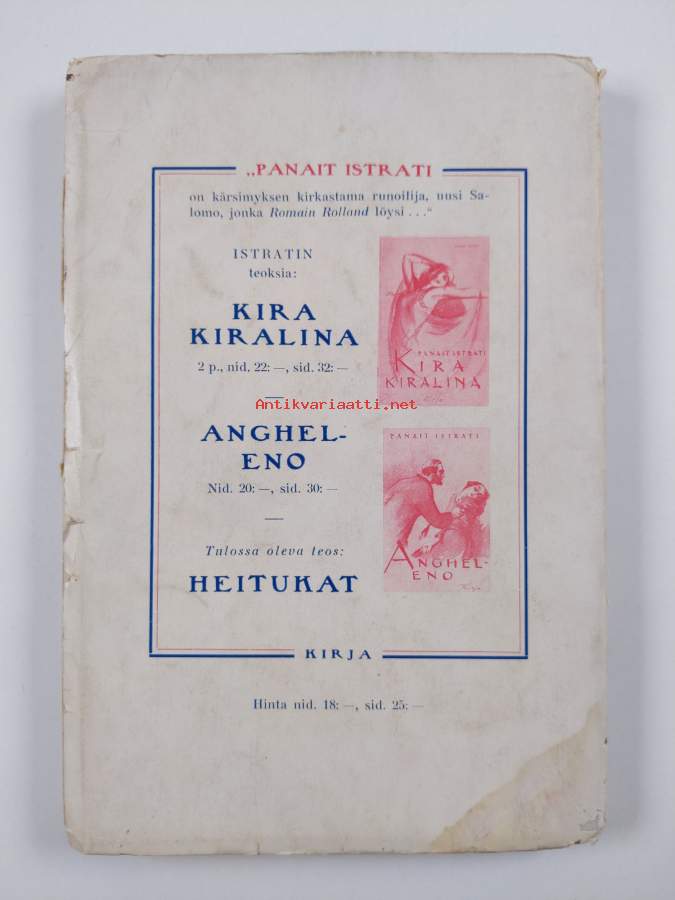 „PANAIT ISTRATI
on kärsimyksen kirkastama runoilija, uusi Sa-
lomo, jonka Romain Rolland löysi . . .“
ISTRATIN
teoksia:
KIRA
KIRALINA
2 p., nid. 22: —, sid. 32: —
PANAIT ISTRATI
KIRA
KIRALINA
Antikvariaatti.net
ANGHEL-
ENO
Nid. 20: —, sid. 30: —
PANAIT ISTRATI
ANGHEL-
ENO
Tulossa oleva teos:
HEITUKAT
KIRJA
Hinta nid. 18: —, sid. 25: —